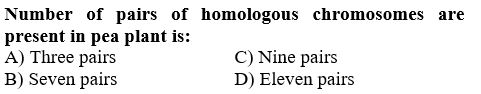 Number of pairs of homologous chromosomes are
present in pea plant is:
A) Three pairs C) Nine pairs
B) Seven pairs D) Eleven pairs